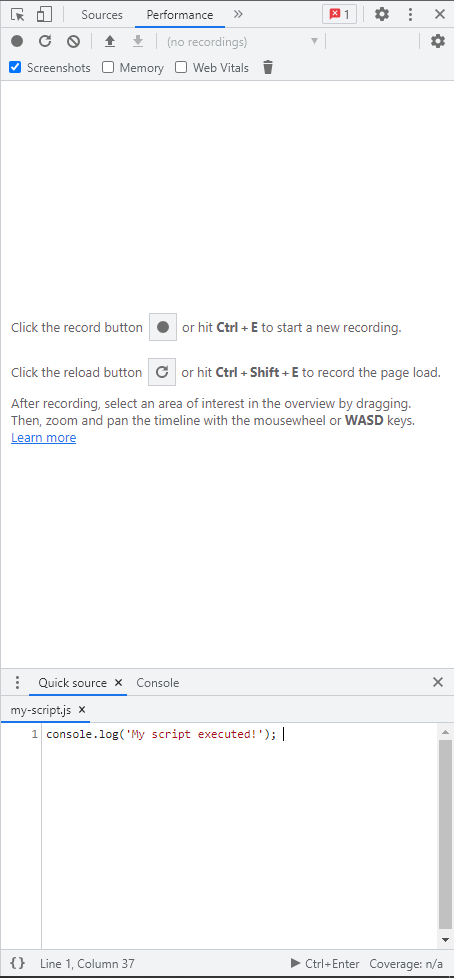 Sources Performance 1
(no recordings)
Screenshots Memory Web Vitals
Click the record button or hit Ctrl + E to start a new recording.
Click the reload button or hit Ctrl + Shift + E to record the page load.
After recording, select an area of interest in the overview by dragging.
Then, zoom and pan the timeline with the mousewheel or WASD keys.
Learn more
Quick source Console
my-script.js
1 console.log('My script executed!');
{} Line 1, Column 37 Ctrl+Enter Coverage: n/a